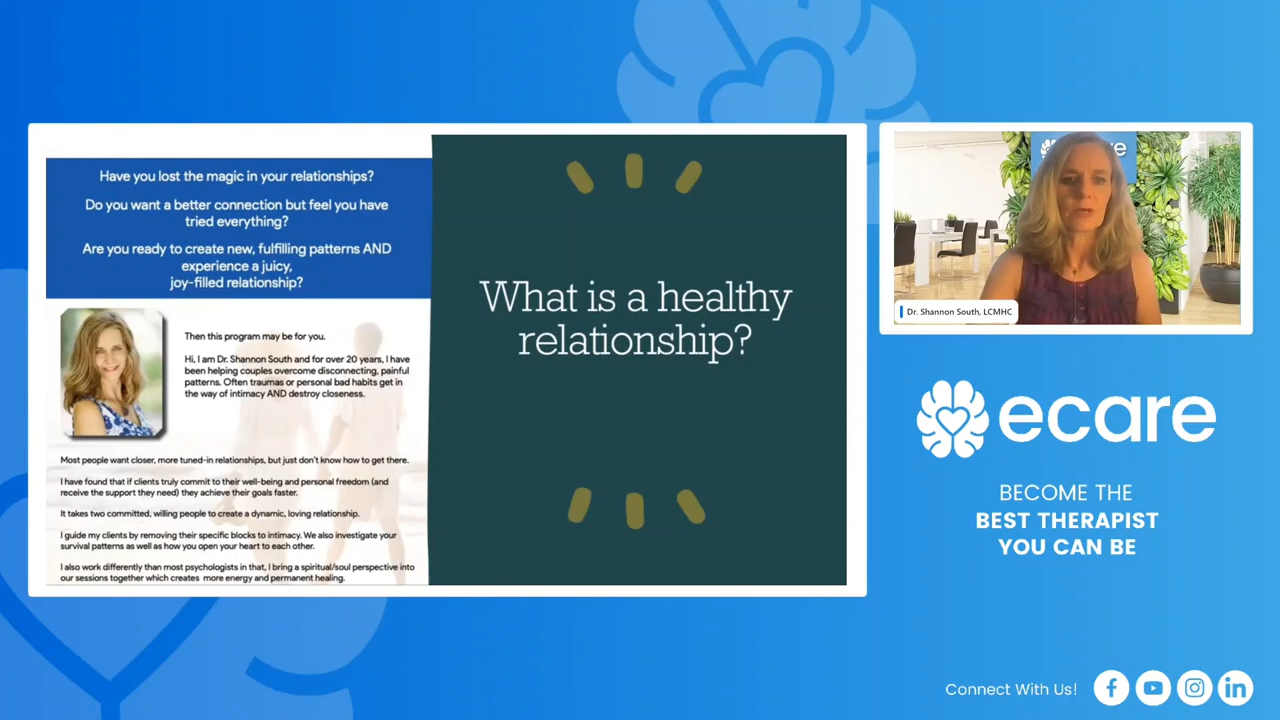 Have you lost the magic in your relationships?
Do you want a better connection but feel you have
tried everything?
Are you ready to create new, fulfilling patterns AND
experience a juicy,
joy-filled relationship?
Then this program may be for you.
Hi, I am Dr. Shannon South and for over 20 years, I have
been helping couples overcome disconnecting, painful
patterns. Often traumas or personal bad habits get in
the way of intimacy AND destroy closeness.
Most people want closer, more tuned-in relationships, but just don't know how to get there.
I have found that if clients truly commit to their well-being and personal freedom (and
receive the support they need) they achieve their goals faster.
It takes two committed, willing people to create a dynamic, loving relationship.
I guide my clients by removing their specific blocks to intimacy. We also investigate your
survival patterns as well as how you open your heart to each other.
I also work differently than most psychologists in that, I bring a spiritual/soul perspective into
our sessions together which creates more energy and permanent healing.
What is a healthy
relationship?
Dr. Shannon South, LCMHC
ecare
BECOME THE
BEST THERAPIST
YOU CAN BE
Connect With Us!